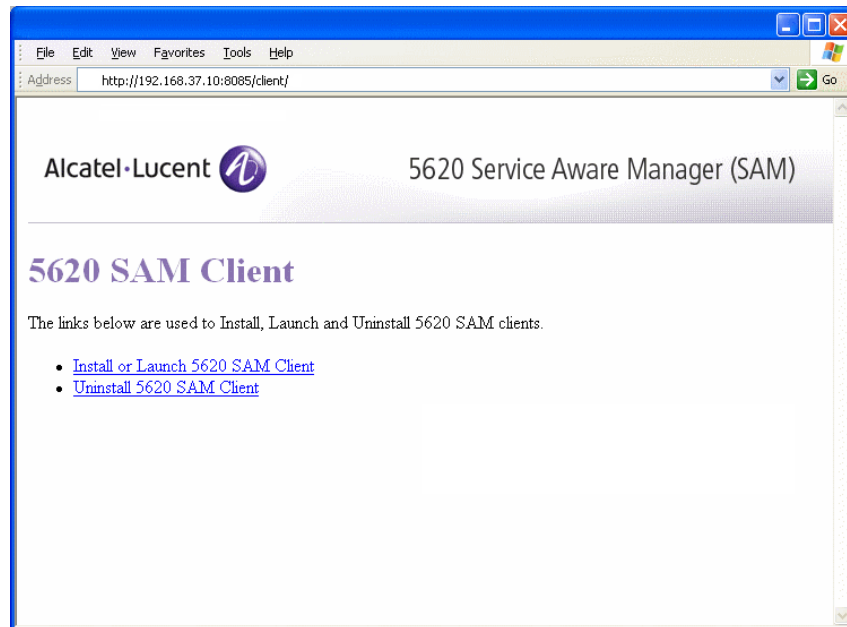 File Edit View Favorites Tools Help
Address http://192.168.37.10:8085/client/ Go
Alcatel·Lucent 5620 Service Aware Manager (SAM)
5620 SAM Client
The links below are used to Install, Launch and Uninstall 5620 SAM clients.
• Install or Launch 5620 SAM Client
• Uninstall 5620 SAM Client